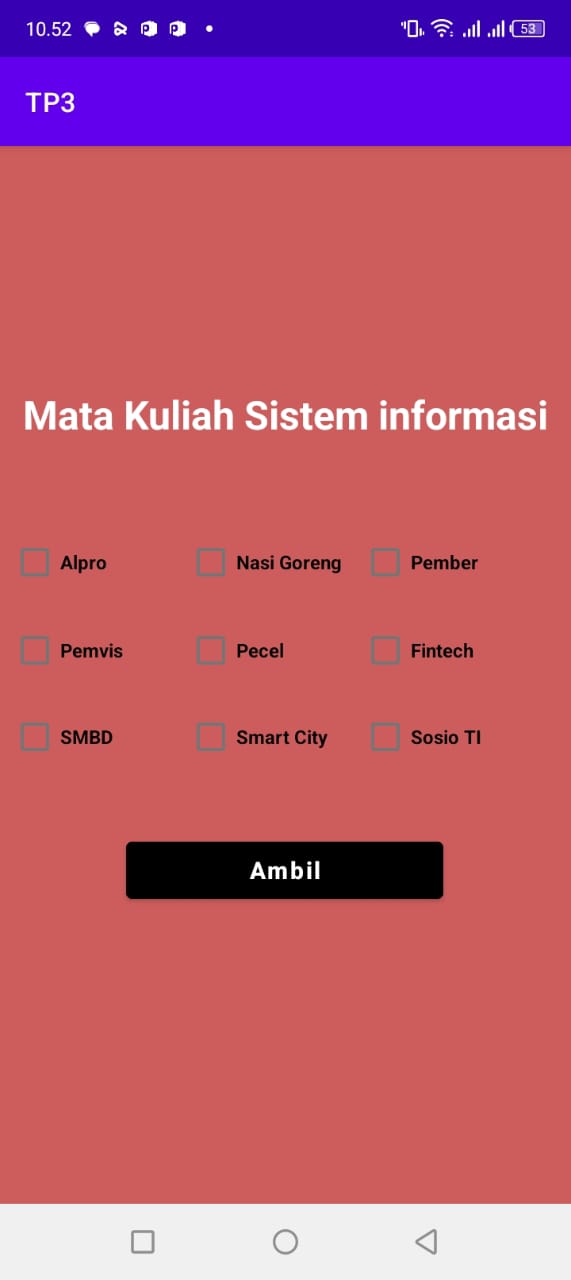 10.52
53
TP3
Mata Kuliah Sistem informasi
Alpro Nasi Goreng Pember
Pemvis Pecel Fintech
SMBD Smart City Sosio TI
Ambil